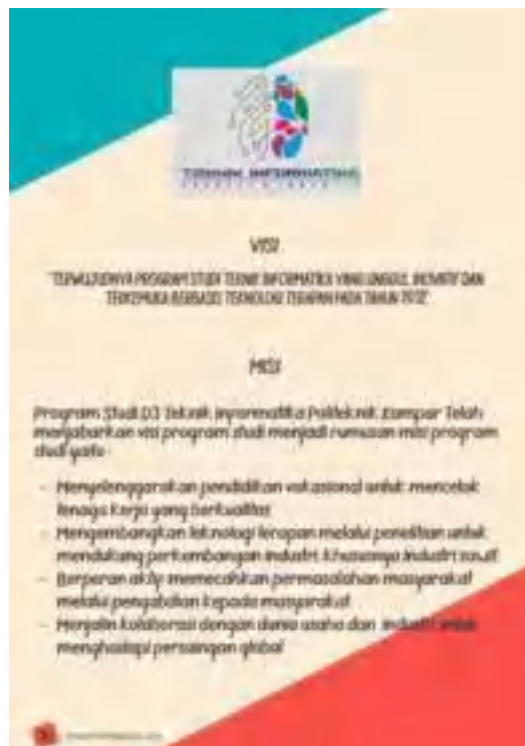 TEKNIK INFORMATIKA
VISI
"TERWUJUDNYA PROGRAM STUDI TEKNIK INFORMATIKA YANG UNGGUL, INOVATIF DAN
TERKEMUKA BERBASIS TEKNOLOGI TERAPAN PADA TAHUN
MISI
Program Studi D3 Teknik Informatika Politeknik Kampar Telah
menjabarkan visi program studi menjadi rumusan misi program
studi yaitu
- Menyelenggarakan pendidikan vokasional untuk mencetak
tenaga kerja yang berkualitas
- Mengembangkan teknologi terapan melalui penelitian untuk
mendukung perkembangan industri khususnya industri sawit
- Berperan aktif memecahkan permasalahan masyarakat
melalui pengabdian kepada masyarakat
- Menjalin kolaborasi dengan dunia usaha dan industri untuk
menghadapi persaingan global